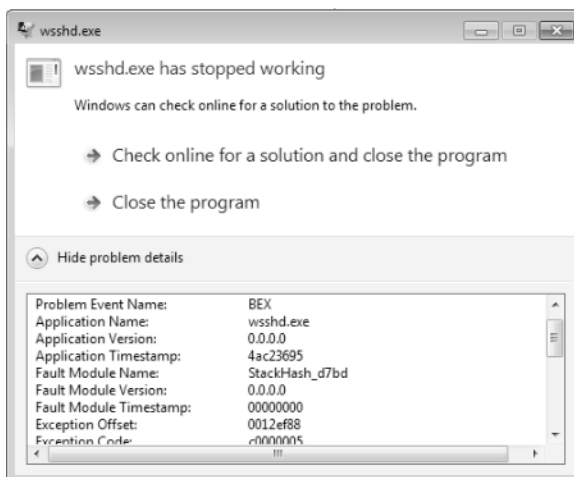 wsshd.exe
wsshd.exe has stopped working
Windows can check online for a solution to the problem.
Check online for a solution and close the program
Close the program
Hide problem details
Problem Event Name: BEX
Application Name: wsshd.exe
Application Version: 0.0.0.0
Application Timestamp: 4ac23695
Fault Module Name: StackHash_d7bd
Fault Module Version: 0.0.0.0
Fault Module Timestamp: 00000000
Exception Offset: 0012ef88
Exception Code: c0000005